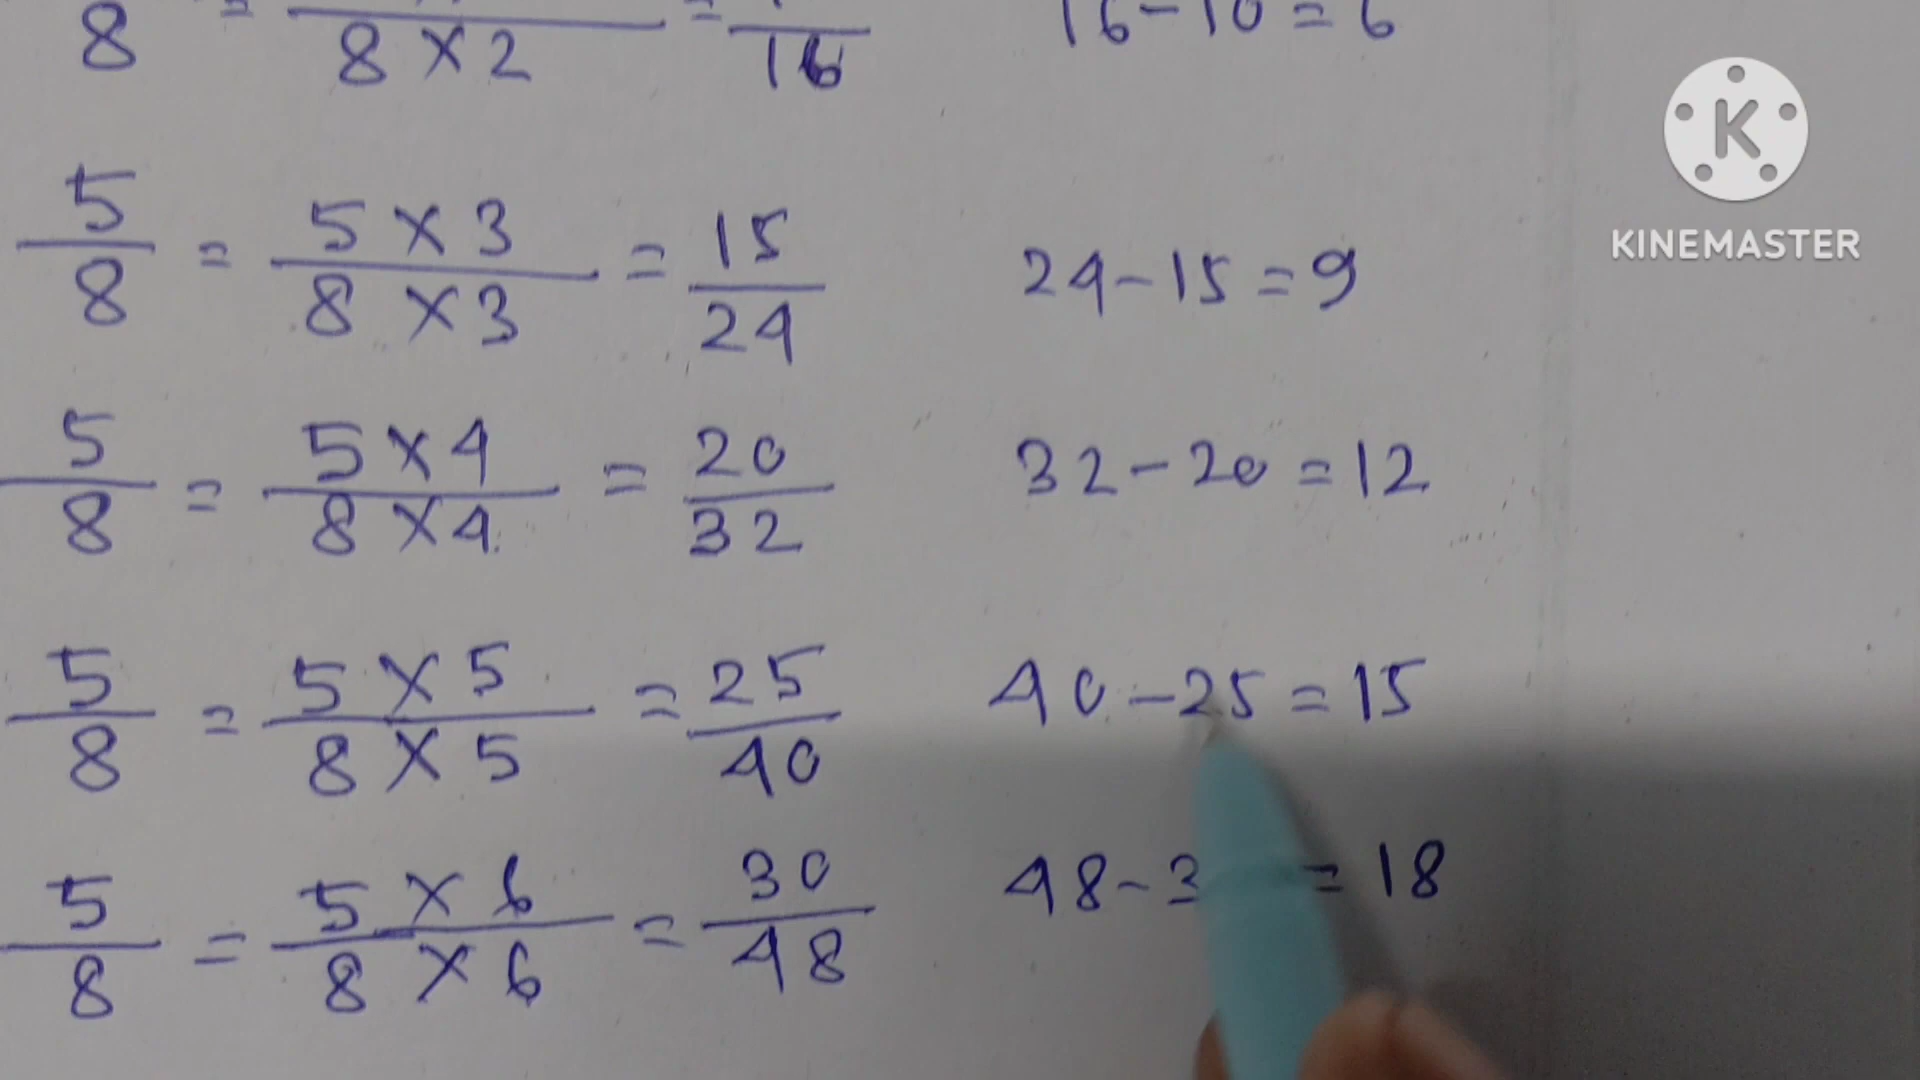 8 = 8 × 2 = 16 16 - 10 = 6
5/8 = 5 × 3 / 8 × 3 = 15/24 24 - 15 = 9
5/8 = 5 × 4 / 8 × 4 = 20/32 32 - 20 = 12
5/8 = 5 × 5 / 8 × 5 = 25/40 40 - 25 = 15
5/8 = 5 × 6 / 8 × 6 = 30/48 48 - 3 = 18
KINEMASTER